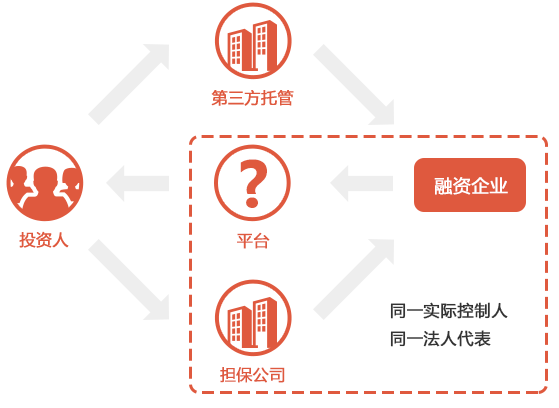 第三方托管
投资人
?
平台
融资企业
担保公司
同一实际控制人
同一法人代表